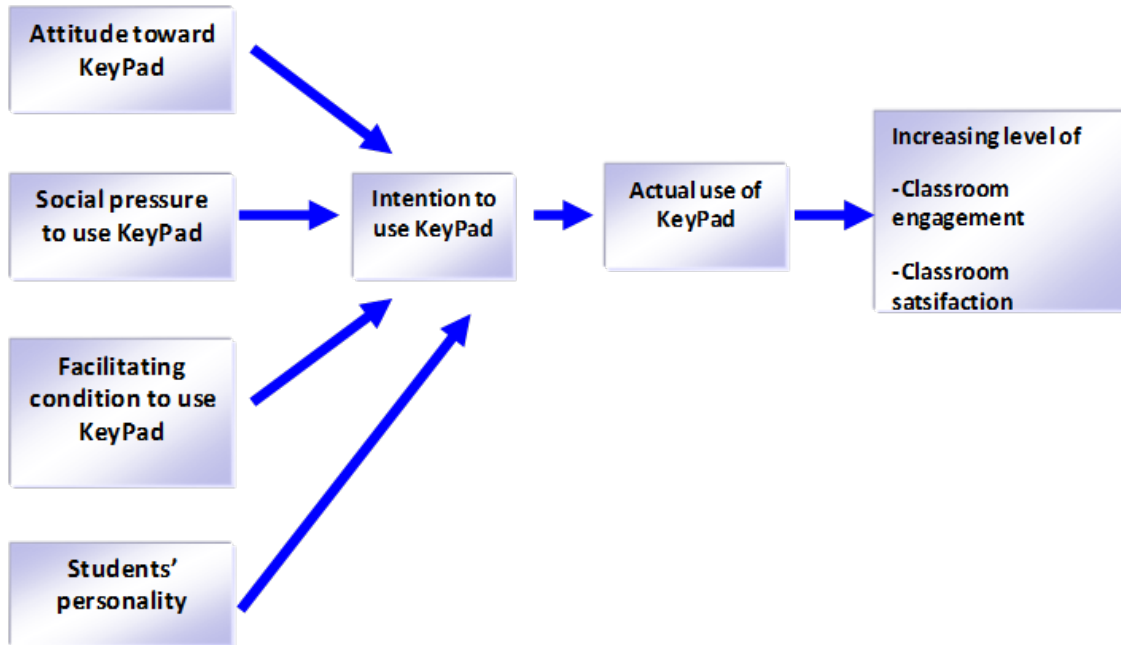 Attitude toward
KeyPad
Social pressure
to use KeyPad
Facilitating
condition to use
KeyPad
Students’
personality
Intention to
use KeyPad
Actual use of
KeyPad
Increasing level of
-Classroom
engagement
-Classroom
satsifaction